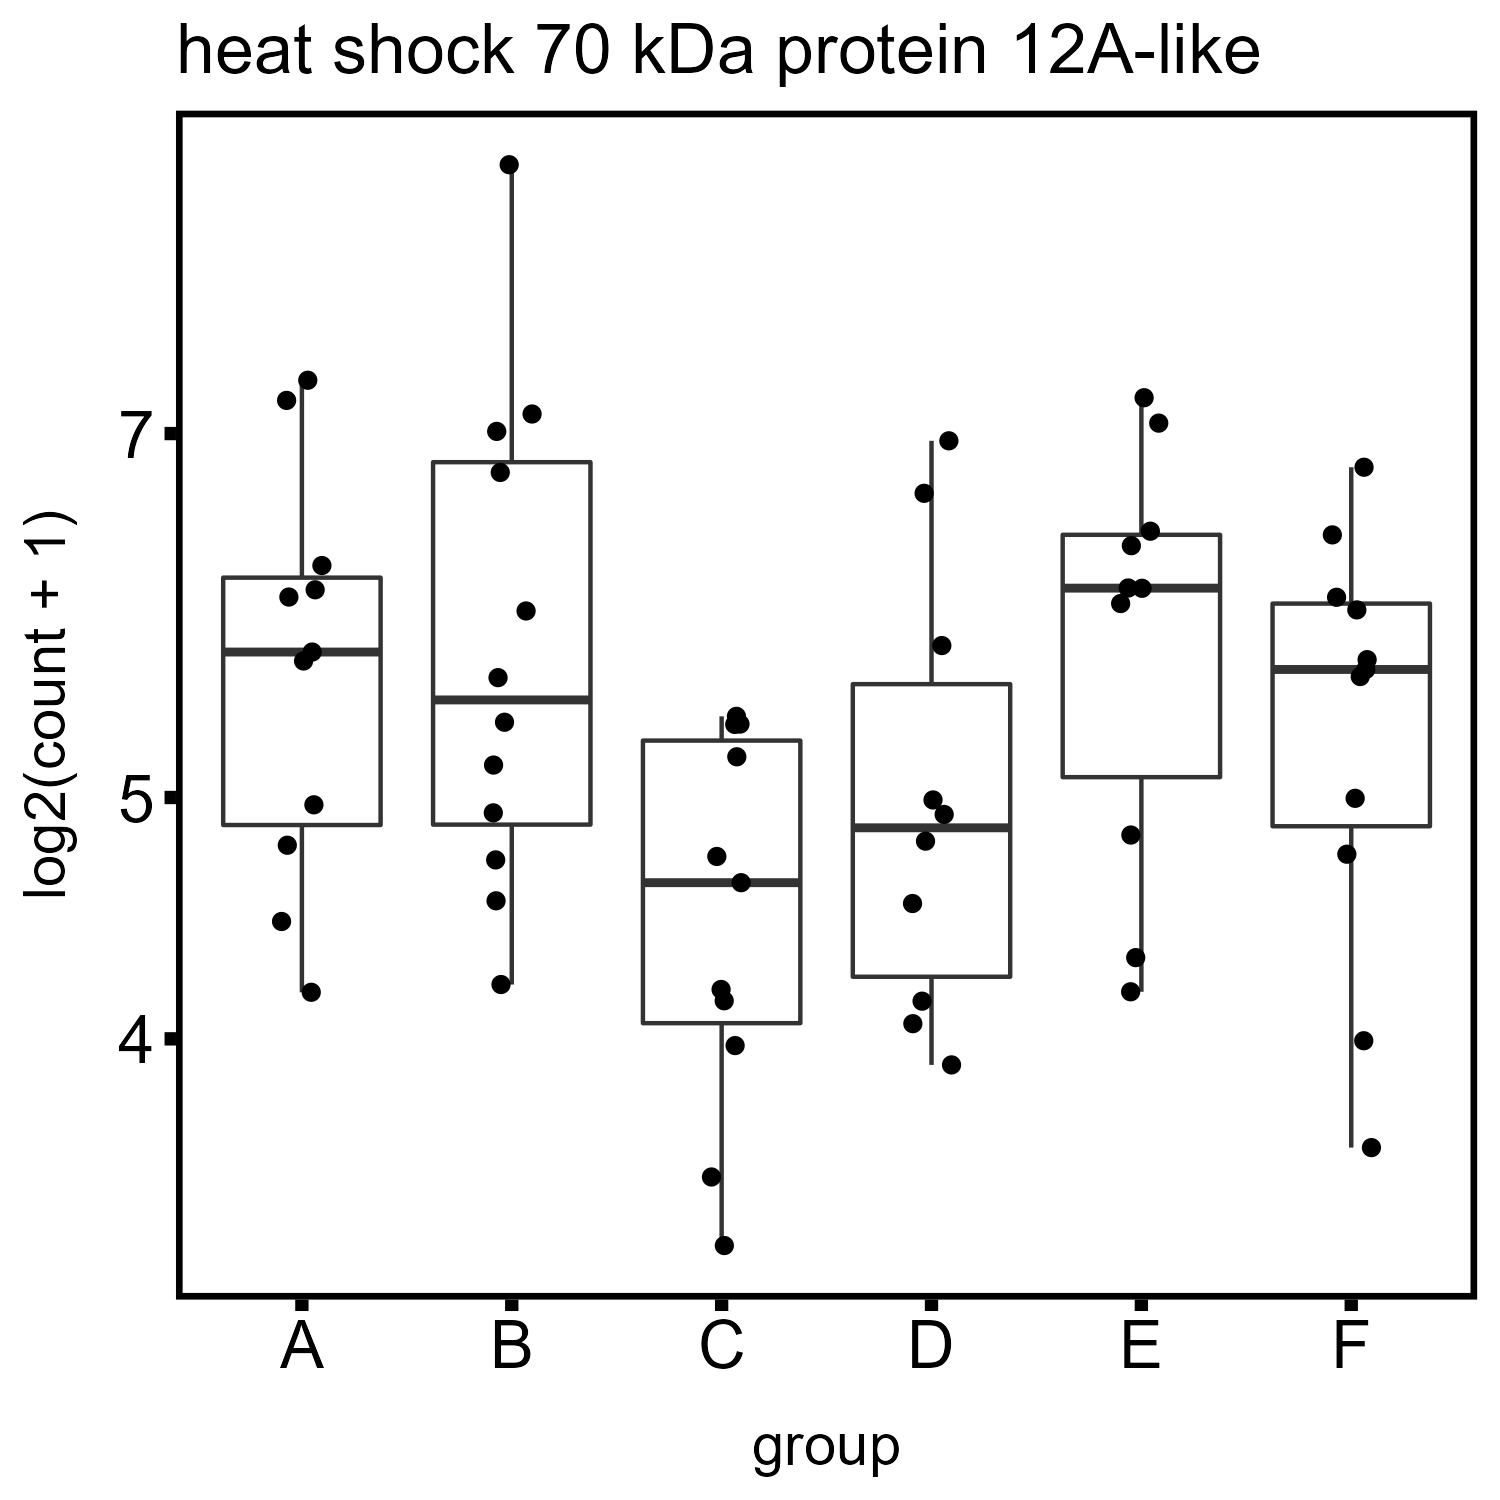 heat shock 70 kDa protein 12A-like
log2(count + 1)
7
5
4
A B C D E F
group